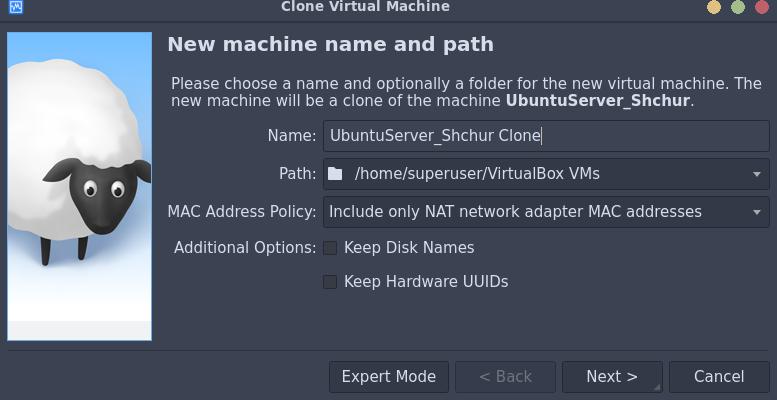 Clone Virtual Machine
New machine name and path
Please choose a name and optionally a folder for the new virtual machine. The
new machine will be a clone of the machine UbuntuServer_Shchur.
Name: UbuntuServer_Shchur Clone
Path: /home/superuser/VirtualBox VMs
MAC Address Policy: Include only NAT network adapter MAC addresses
Additional Options: Keep Disk Names
Keep Hardware UUIDs
Expert Mode < Back Next > Cancel